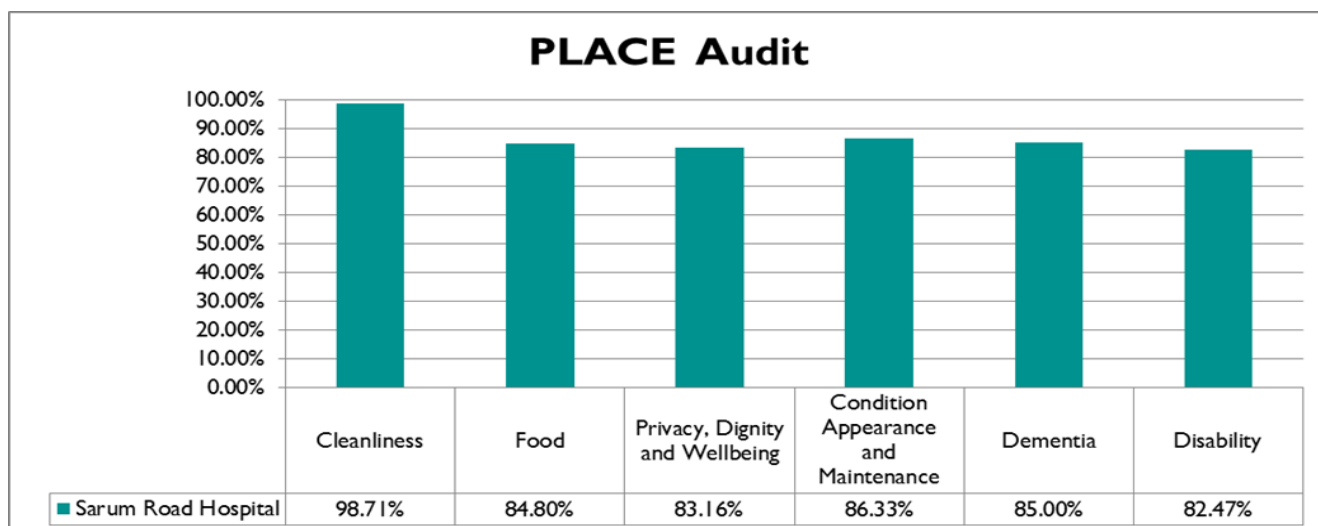 PLACE Audit
100.00%
90.00%
80.00%
70.00%
60.00%
50.00%
40.00%
30.00%
20.00%
10.00%
0.00%
Cleanliness
Food
Privacy, Dignity
and Wellbeing
Condition
Appearance
and
Maintenance
Dementia
Disability
Sarum Road Hospital 98.71% 84.80% 83.16% 86.33% 85.00% 82.47%